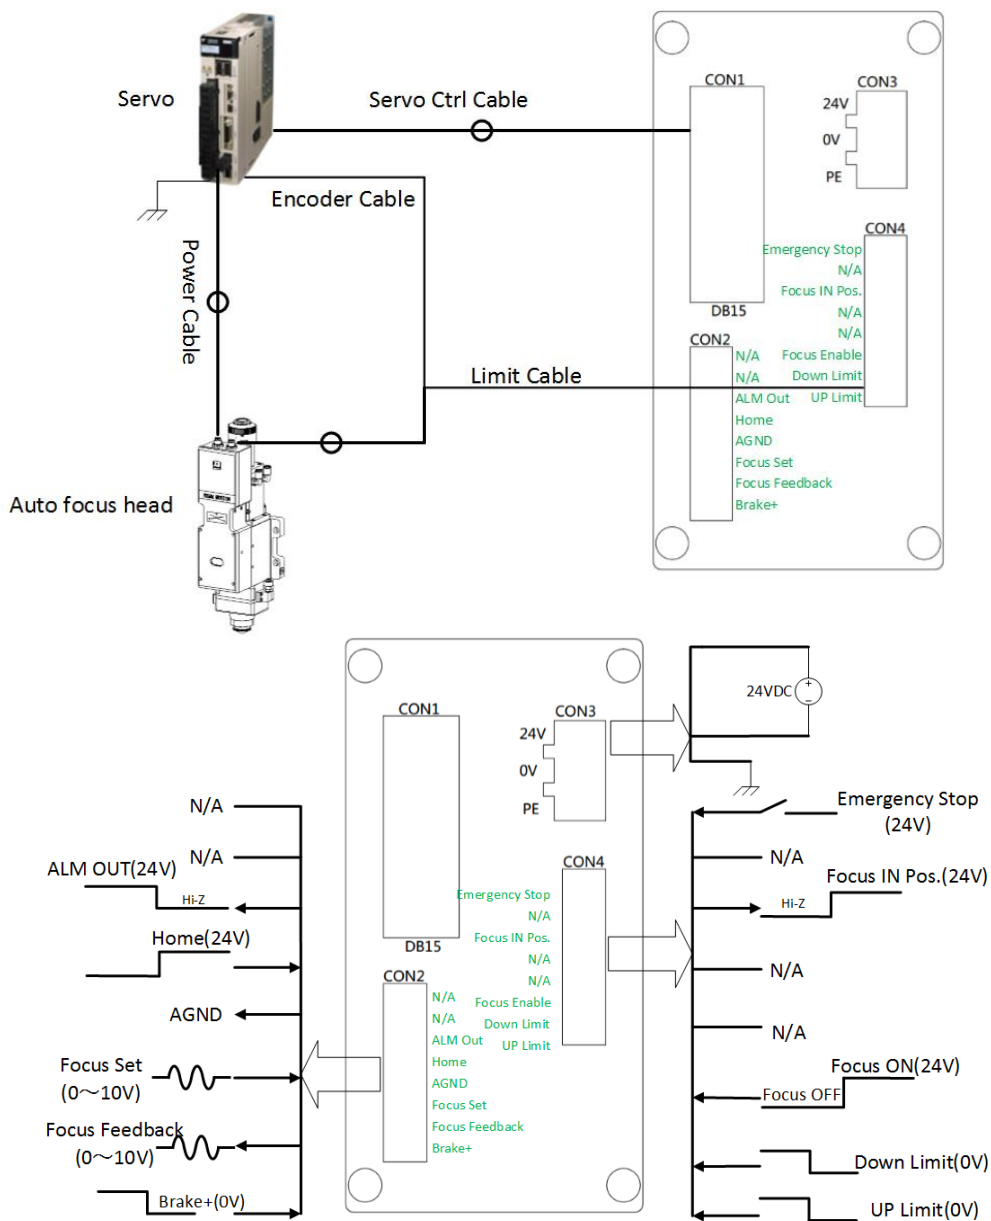 Servo
Servo Ctrl Cable
Encoder Cable
Power Cable
Limit Cable
Auto focus head
CON1
DB15
CON3
24V
0V
PE
CON4
Emergency Stop
N/A
Focus IN Pos.
N/A
N/A
Focus Enable
Down Limit
UP Limit
CON2
N/A
N/A
ALM Out
Home
AGND
Focus Set
Focus Feedback
Brake+
CON1
DB15
CON3
24V
0V
PE
24VDC
CON4
Emergency Stop
N/A
Focus IN Pos.
N/A
N/A
Focus Enable
Down Limit
UP Limit
CON2
N/A
N/A
ALM Out
Home
AGND
Focus Set
Focus Feedback
Brake+
N/A
N/A
ALM OUT(24V)
Hi-Z
Home(24V)
AGND
Focus Set
(0～10V)
Focus Feedback
(0～10V)
Brake+(0V)
Emergency Stop
(24V)
N/A
Focus IN Pos.(24V)
Hi-Z
N/A
N/A
Focus ON(24V)
Focus OFF
Down Limit(0V)
UP Limit(0V)